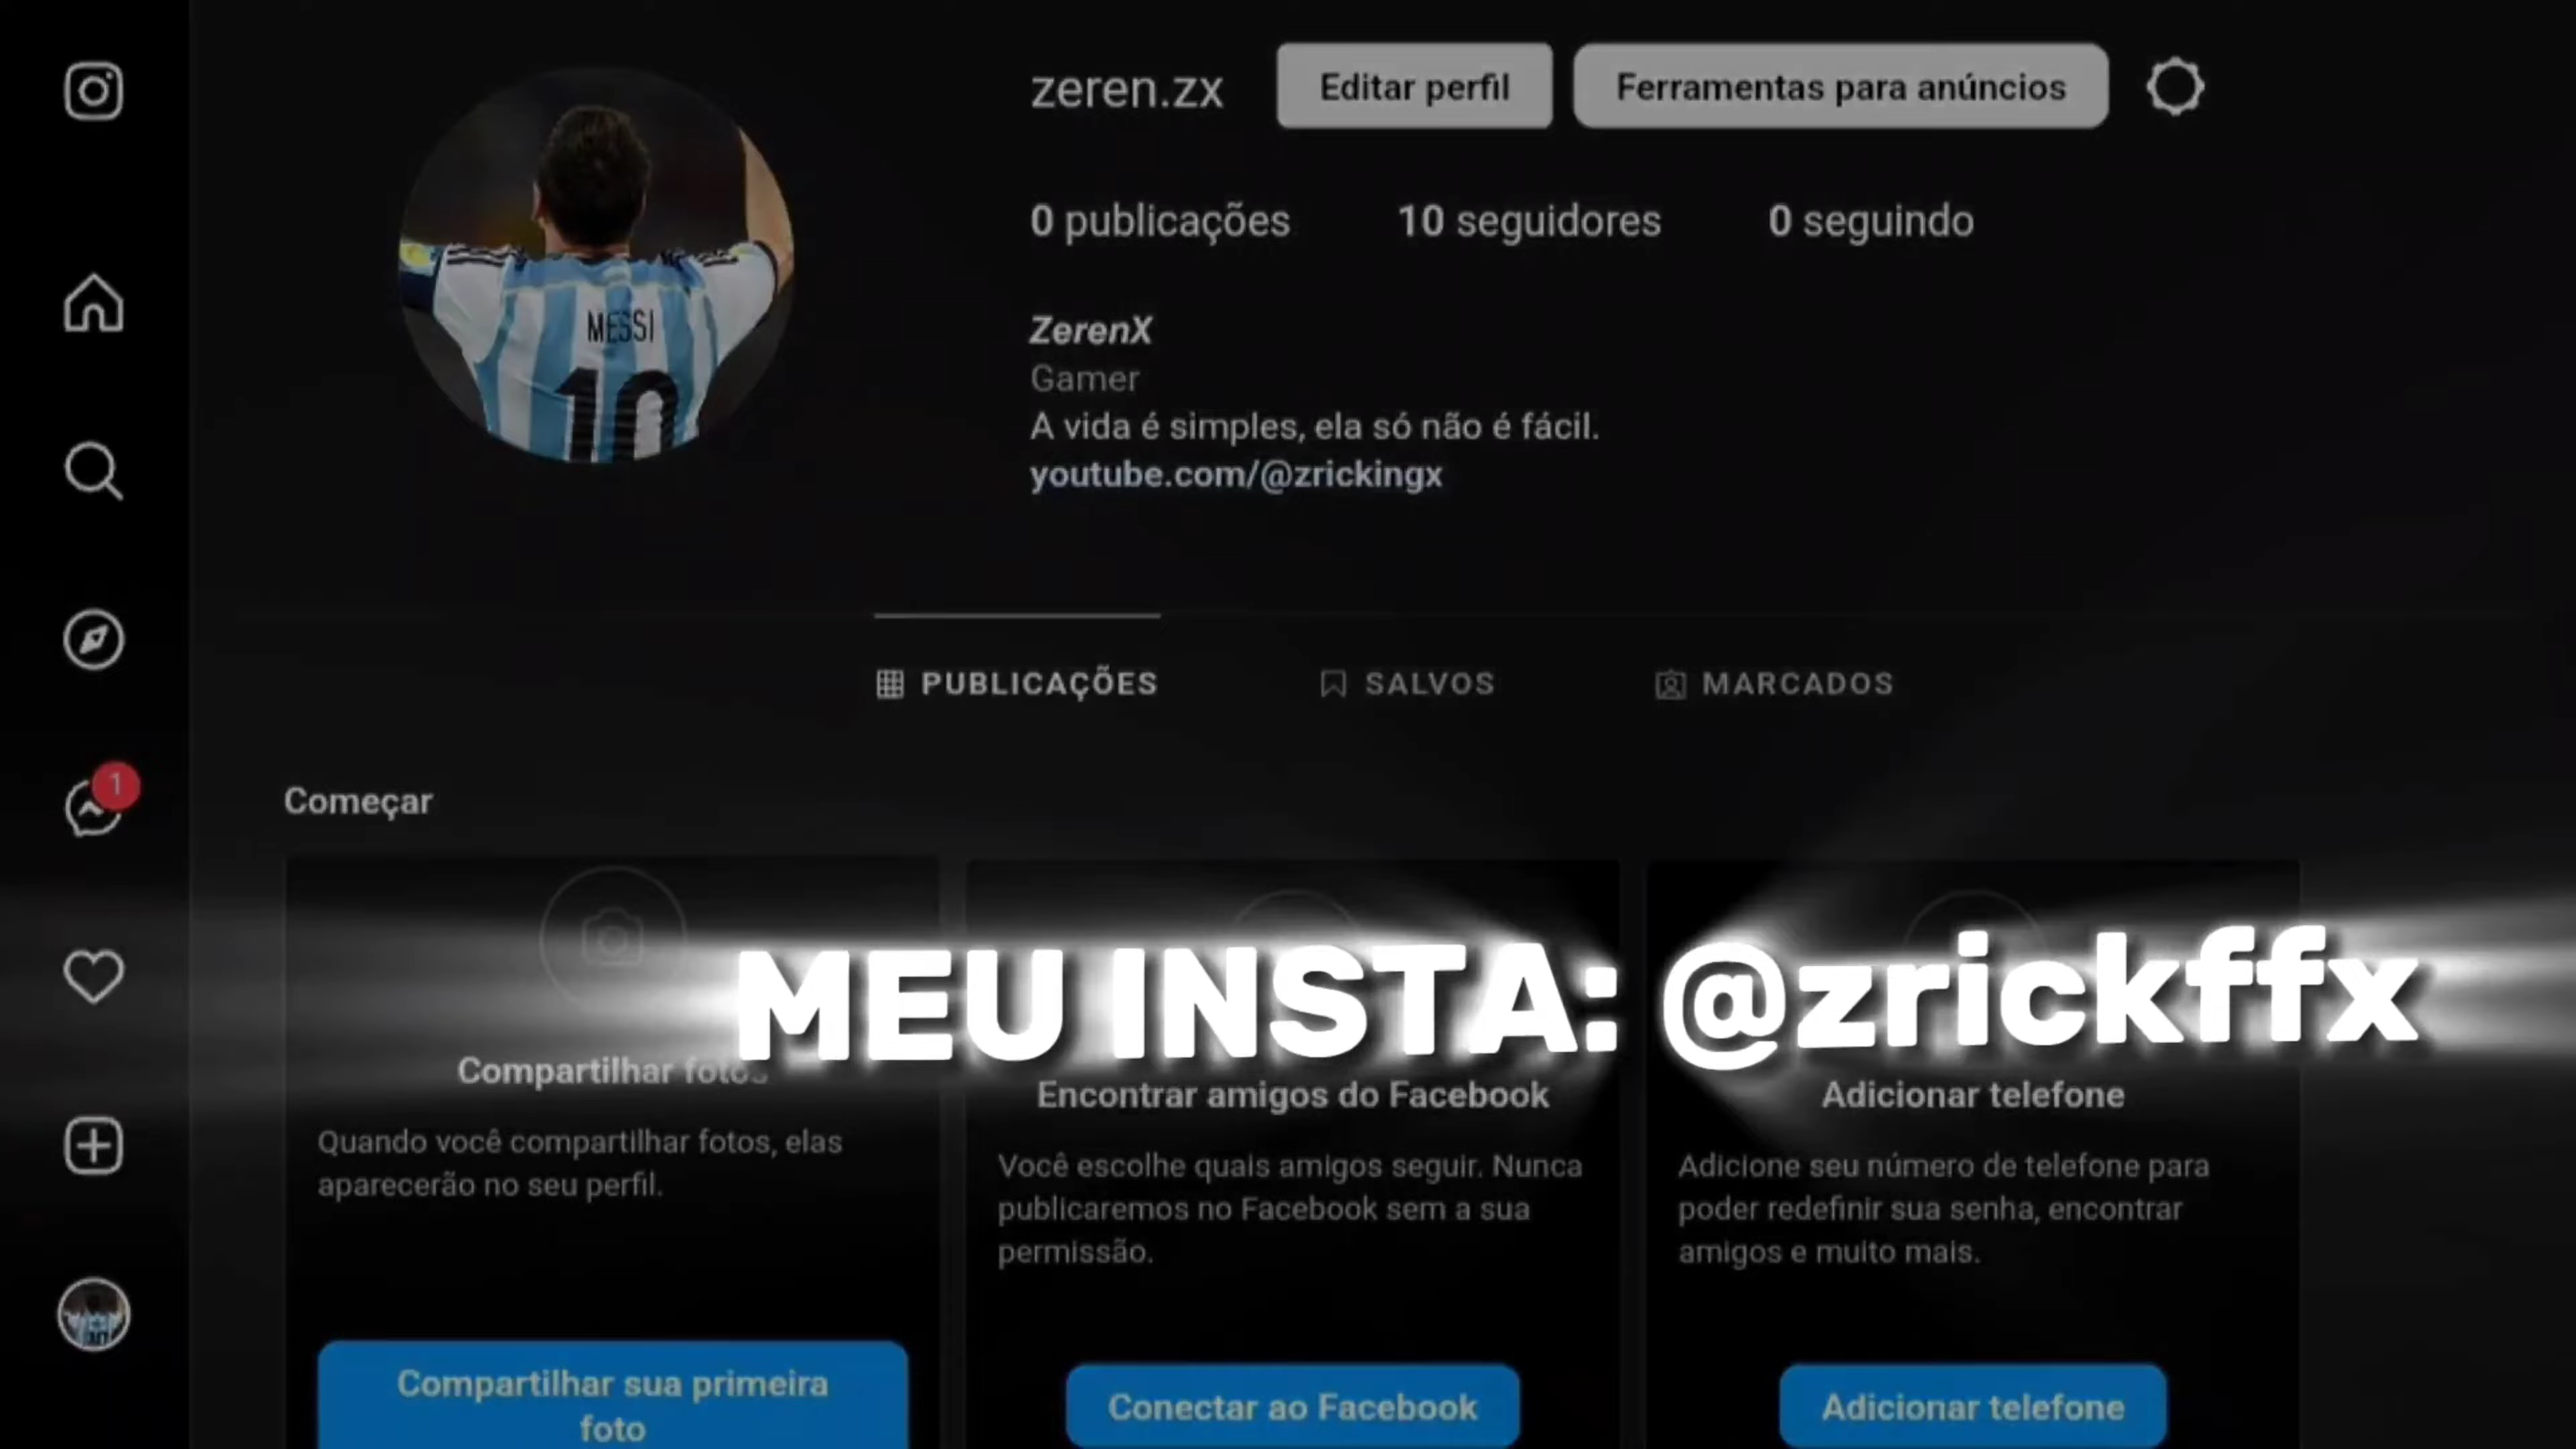 zeren.zx
Editar perfil
Ferramentas para anúncios
0 publicações
10 seguidores
0 seguindo
ZerenX
Gamer
A vida é simples, ela só não é fácil.
youtube.com/@zrickingx
MESSI
10
PUBLICAÇÕES
SALVOS
MARCADOS
1
Começar
MEU INSTA: @zrickffx
Compartilhar fotos
Quando você compartilhar fotos, elas
aparecerão no seu perfil.
Compartilhar sua primeira
foto
Encontrar amigos do Facebook
Você escolhe quais amigos seguir. Nunca
publicaremos no Facebook sem a sua
permissão.
Conectar ao Facebook
Adicionar telefone
Adicione seu número de telefone para
poder redefinir sua senha, encontrar
amigos e muito mais.
Adicionar telefone